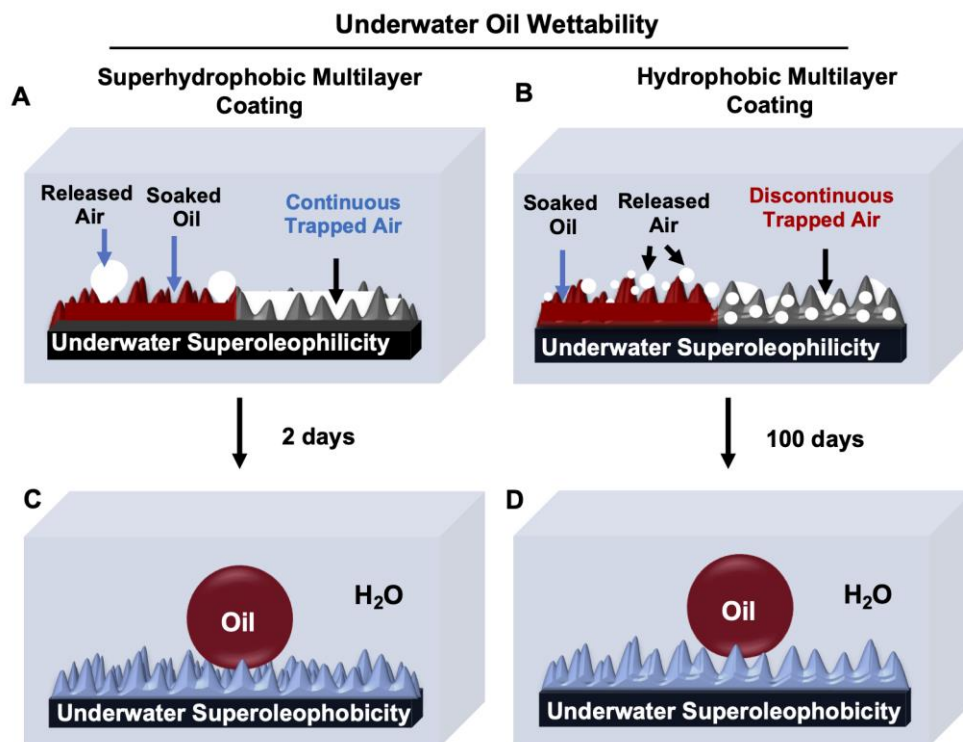 Underwater Oil Wettability
A
Superhydrophobic Multilayer
Coating
Released
Air
Soaked
Oil
Continuous
Trapped Air
Underwater Superoleophilicity
B
Hydrophobic Multilayer
Coating
Soaked
Oil
Released
Air
Discontinuous
Trapped Air
Underwater Superoleophilicity
2 days
100 days
C
Oil
H₂O
Underwater Superoleophobicity
D
Oil
H₂O
Underwater Superoleophobicity